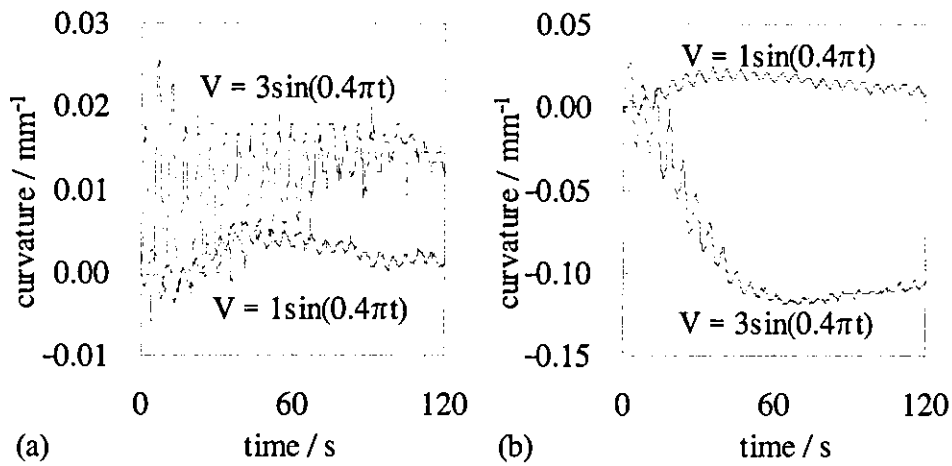 0.03
0.02
0.01
0.00
-0.01
curvature / mm⁻¹
V = 3sin(0.4πt)
V = 1sin(0.4πt)
0 60 120
(a) time / s
0.05
0.00
-0.05
-0.10
-0.15
curvature / mm⁻¹
V = 1sin(0.4πt)
V = 3sin(0.4πt)
0 60 120
(b) time / s